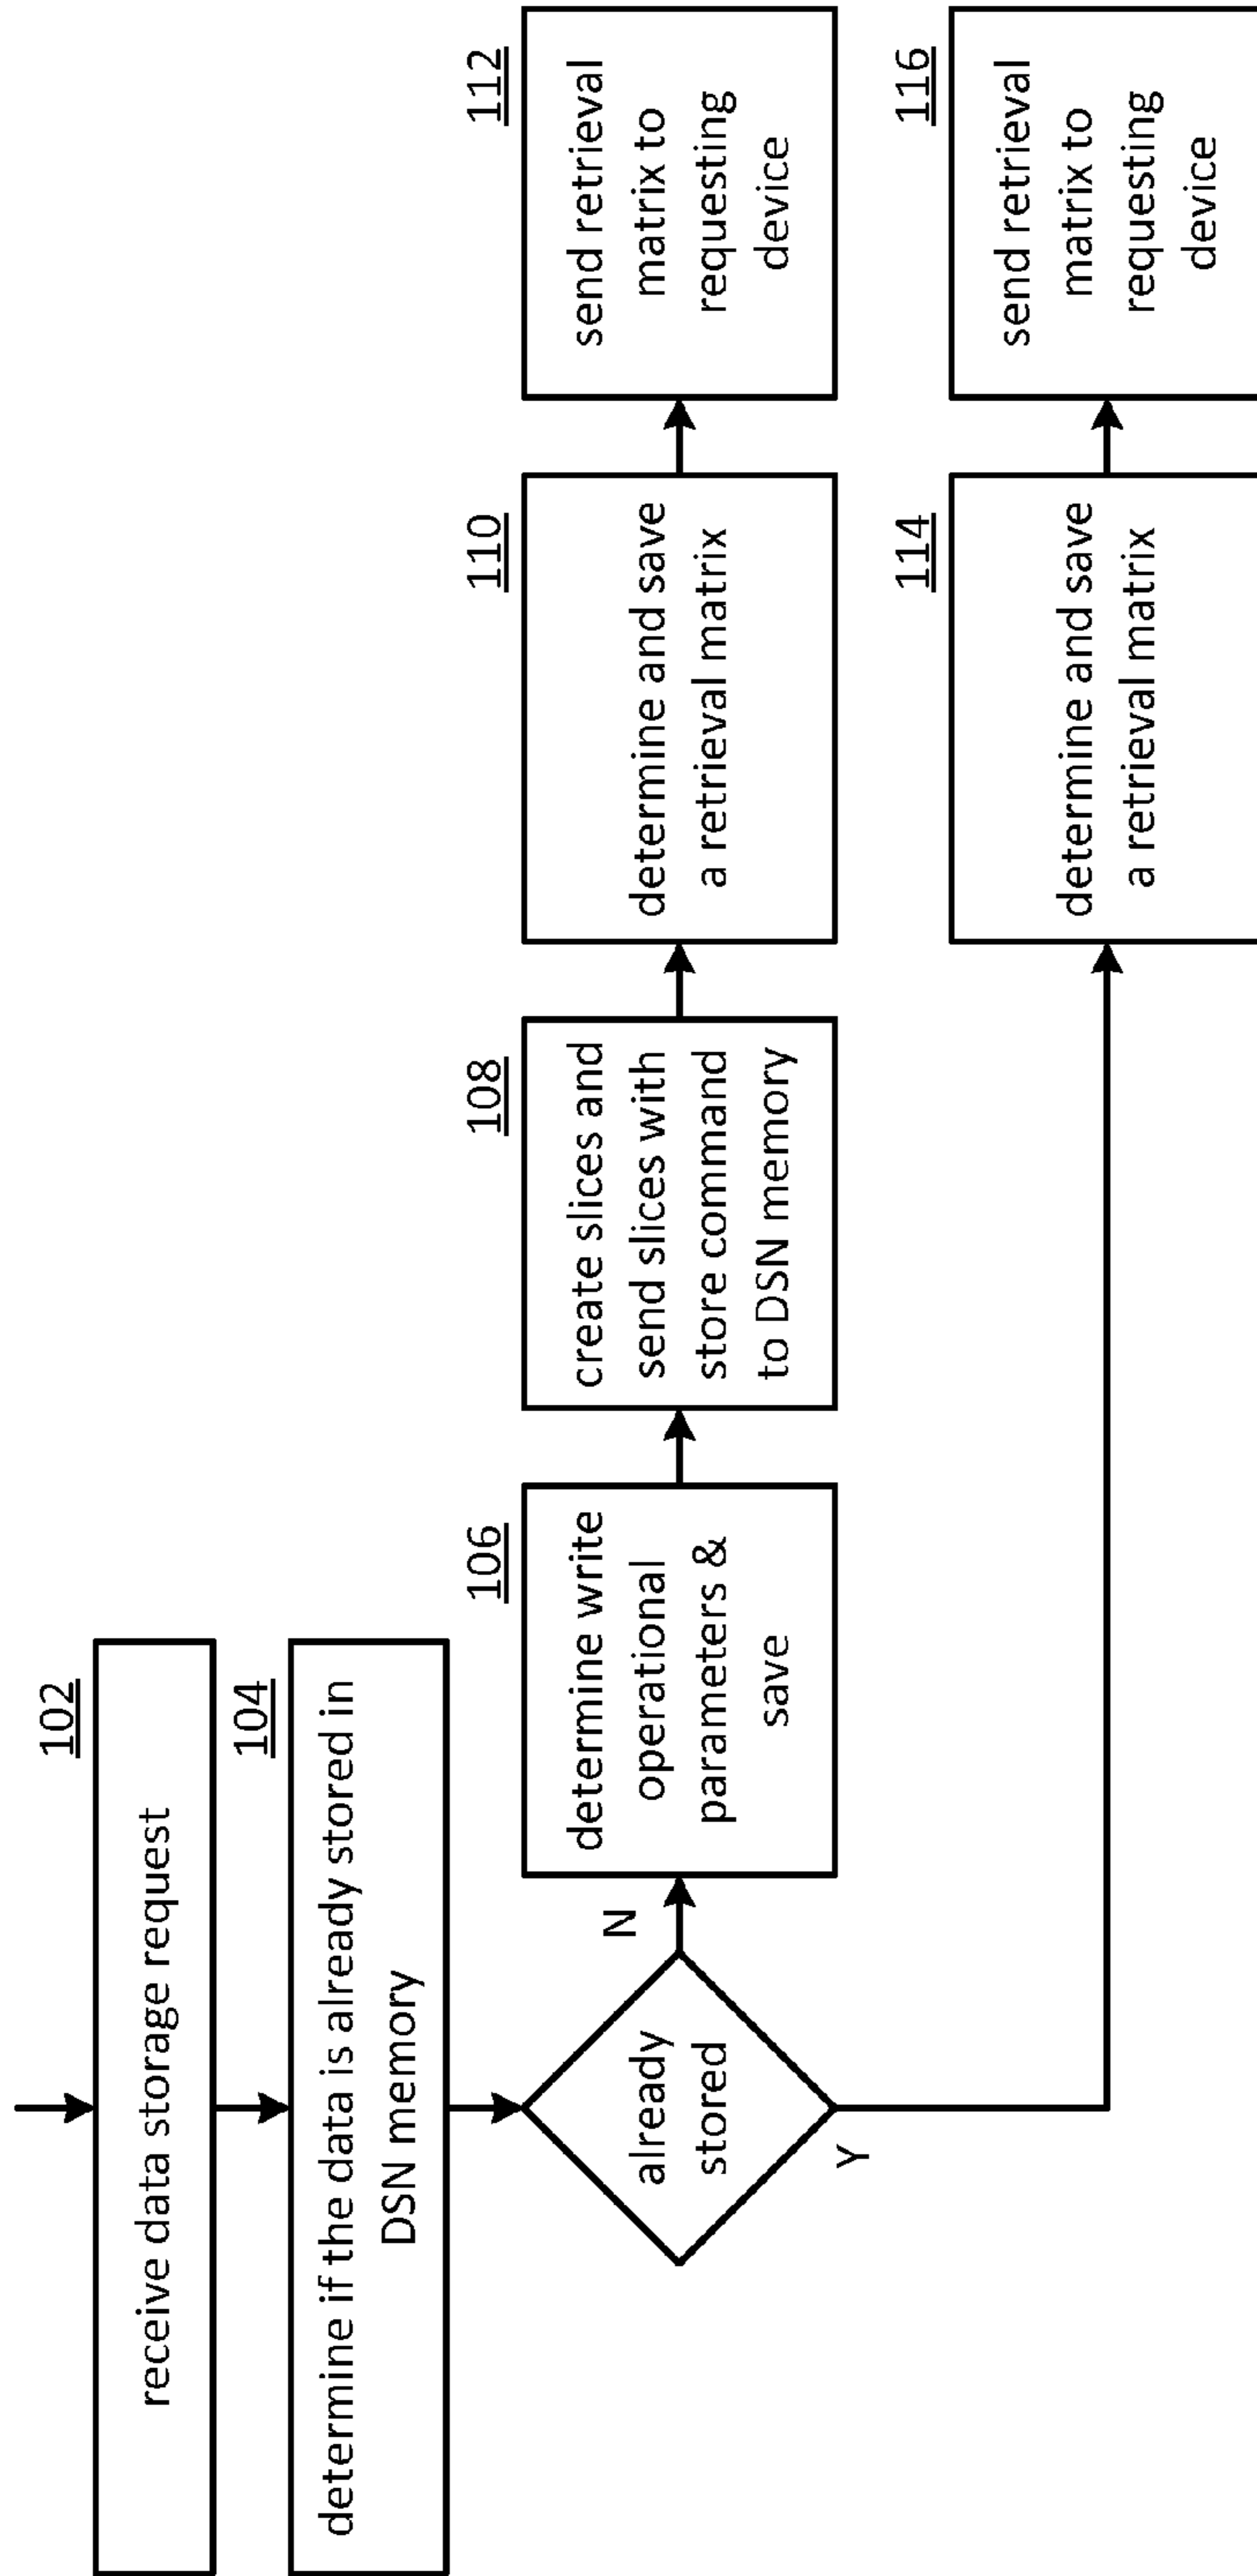 102
receive data storage request
104
determine if the data is already stored in
DSN memory
already
stored
N
Y
106
determine write
operational
parameters &
save
108
create slices and
send slices with
store command
to DSN memory
110
determine and save
a retrieval matrix
112
send retrieval
matrix to
requesting
device
114
determine and save
a retrieval matrix
116
send retrieval
matrix to
requesting
device